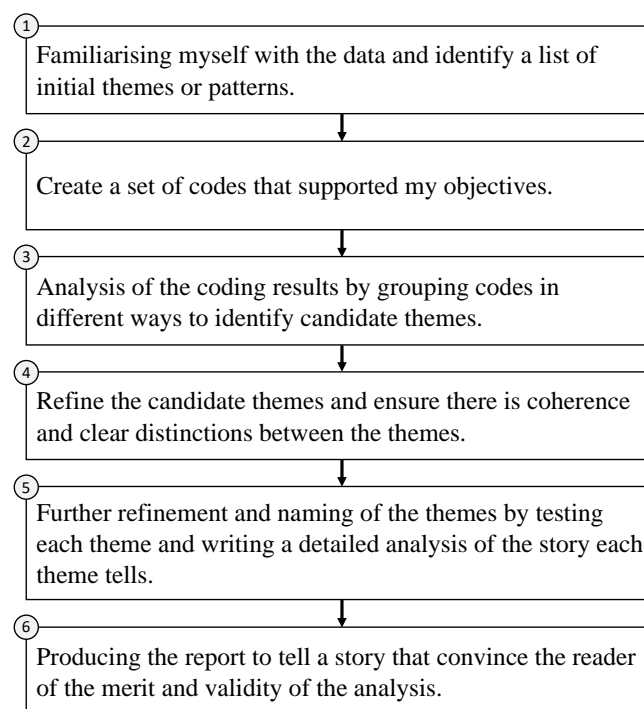 1
Familiarising myself with the data and identify a list of
initial themes or patterns.
2
Create a set of codes that supported my objectives.
3
Analysis of the coding results by grouping codes in
different ways to identify candidate themes.
4
Refine the candidate themes and ensure there is coherence
and clear distinctions between the themes.
5
Further refinement and naming of the themes by testing
each theme and writing a detailed analysis of the story each
theme tells.
6
Producing the report to tell a story that convince the reader
of the merit and validity of the analysis.